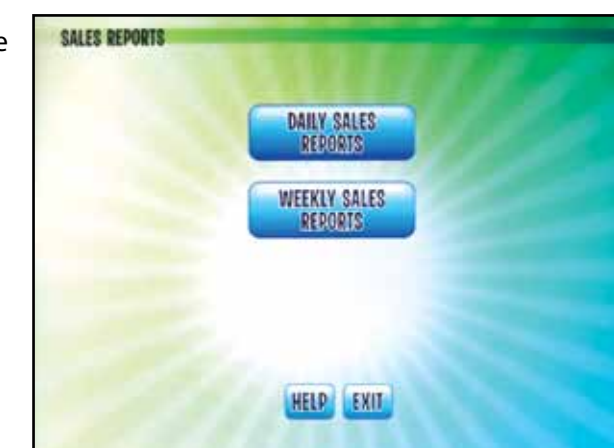 e
SALES REPORTS
DAILY SALES
REPORTS
WEEKLY SALES
REPORTS
HELP EXIT